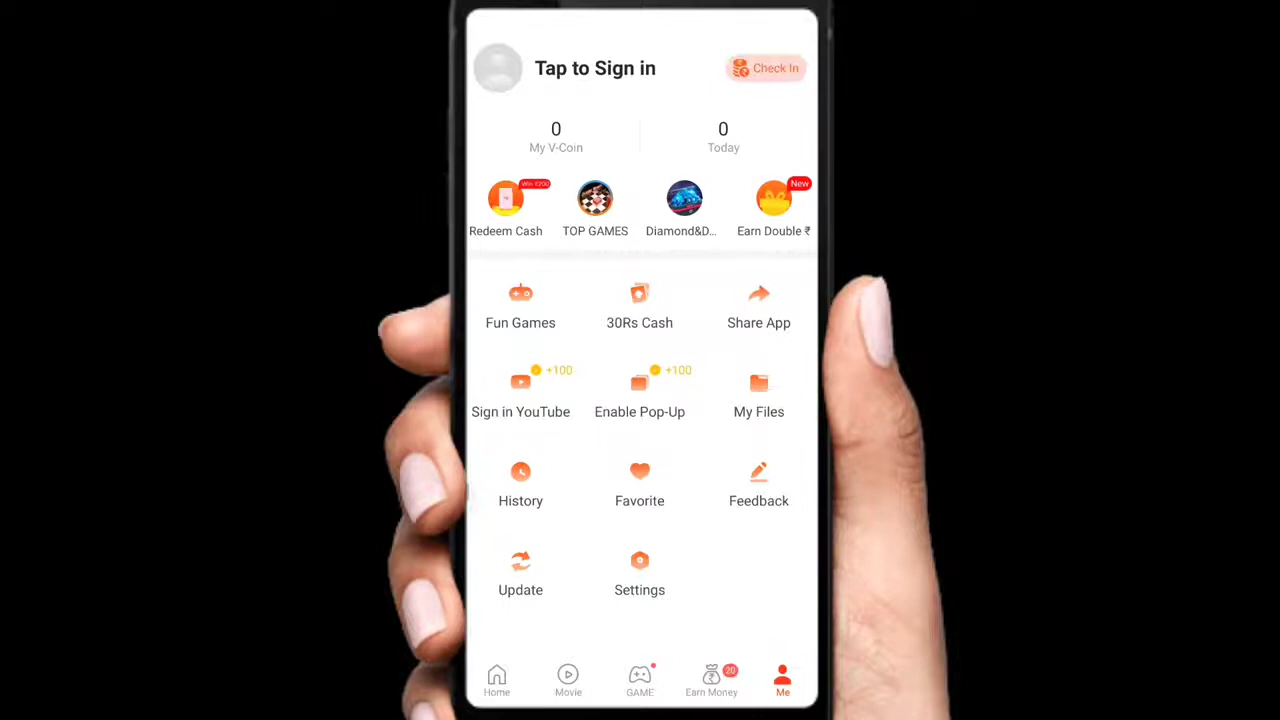 Tap to Sign in
Check In
0
My V-Coin
0
Today
Win ₹200
Redeem Cash
TOP GAMES
Diamond&D...
New
Earn Double ₹
Fun Games
30Rs Cash
Share App
+100
Sign in YouTube
+100
Enable Pop-Up
My Files
History
Favorite
Feedback
Update
Settings
Home
Movie
GAME
20
Earn Money
Me